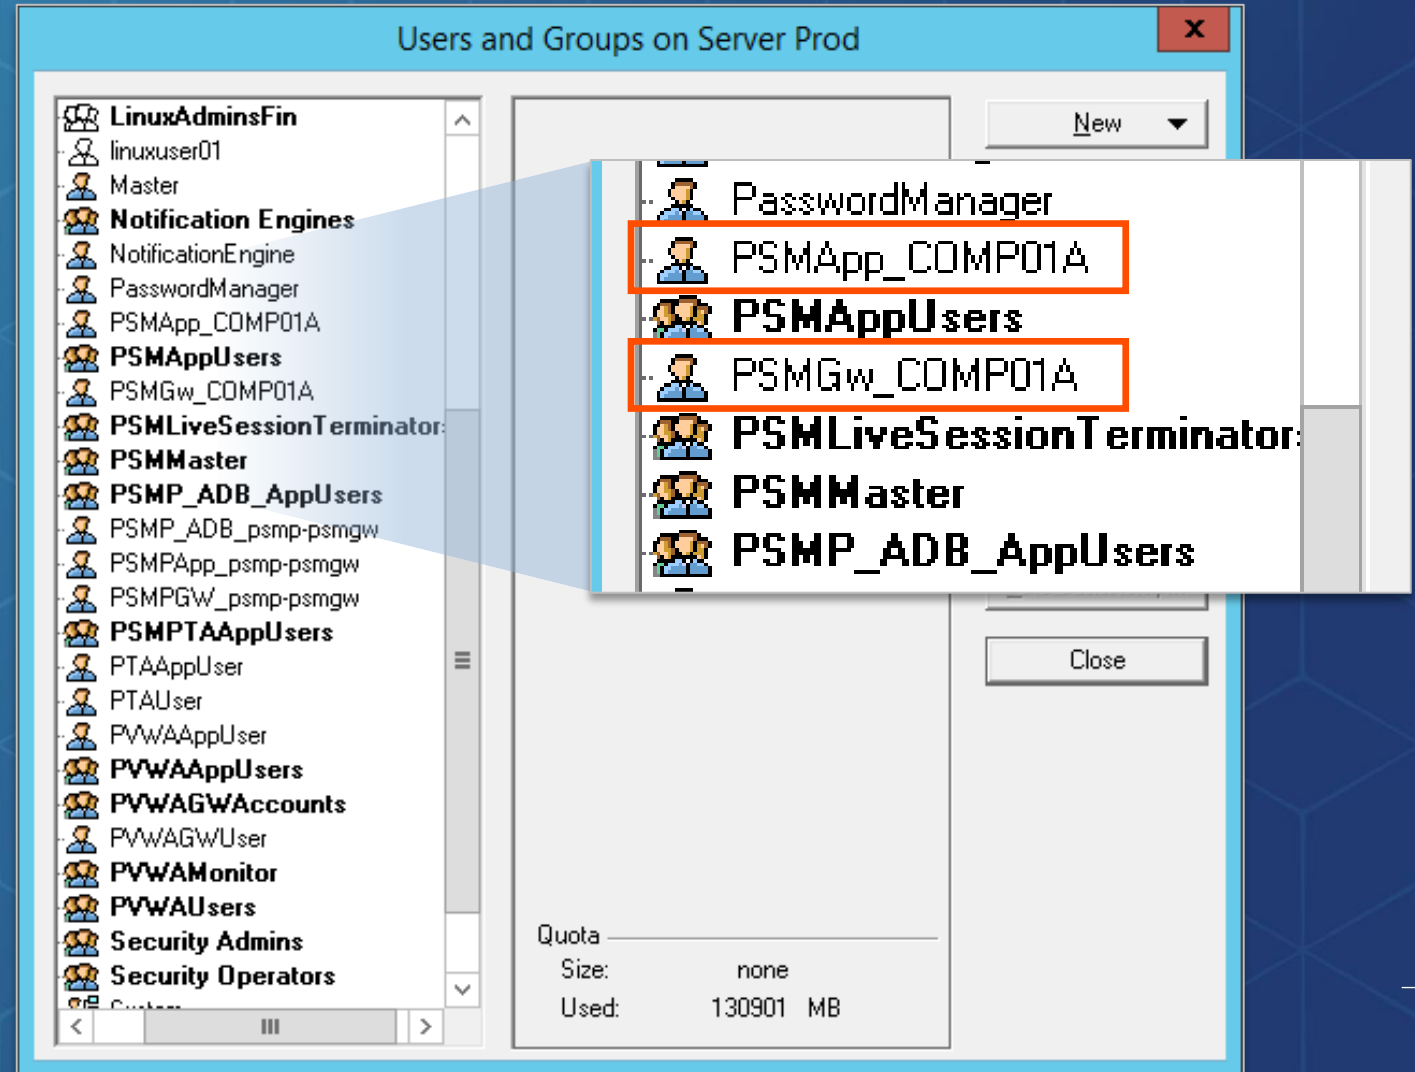 Users and Groups on Server Prod
x
LinuxAdminsFin
linuxuser01
Master
Notification Engines
NotificationEngine
PasswordManager
PSMApp_COMP01A
PSMAppUsers
PSMGw_COMP01A
PSMLiveSessionTerminator
PSMMaster
PSMP_ADB_AppUsers
PSMP_ADB_psmp-psmgw
PSMPApp_psmp-psmgw
PSMPGW_psmp-psmgw
PSMPTAAppUsers
PTAAppUser
PTAUser
PVWAAppUser
PVWAAppUsers
PVWAGWAccounts
PVWAGWUser
PVWAMonitor
PVWAUsers
Security Admins
Security Operators
New
PasswordManager
PSMApp_COMP01A
PSMAppUsers
PSMGw_COMP01A
PSMLiveSessionTerminator
PSMMaster
PSMP_ADB_AppUsers
Close
Quota
Size: none
Used: 130901 MB